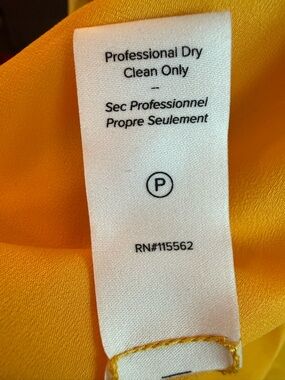 Professional Dry
Clean Only
--
Sec Professionnel
Propre Seulement
P
RN#115562